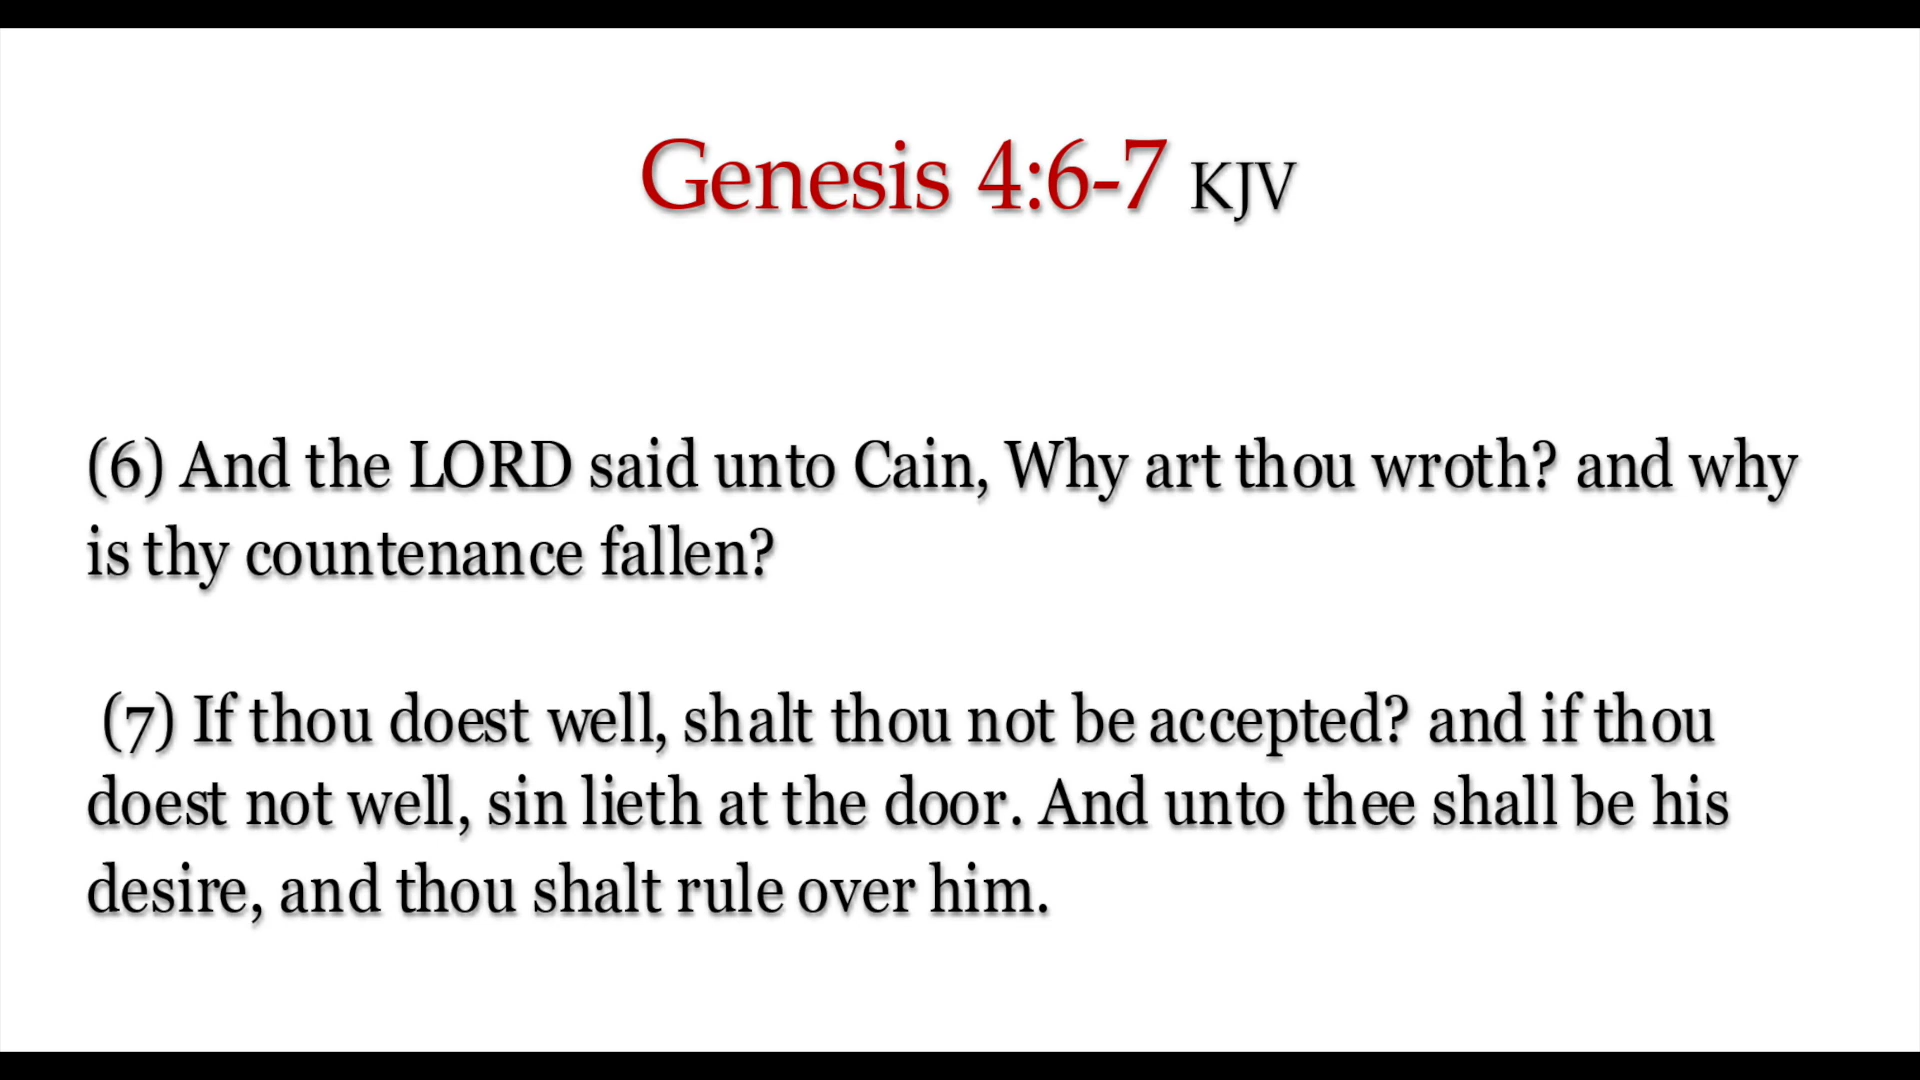 Genesis 4:6-7 KJV
(6) And the LORD said unto Cain, Why art thou wroth? and why
is thy countenance fallen?
(7) If thou doest well, shalt thou not be accepted? and if thou
doest not well, sin lieth at the door. And unto thee shall be his
desire, and thou shalt rule over him.